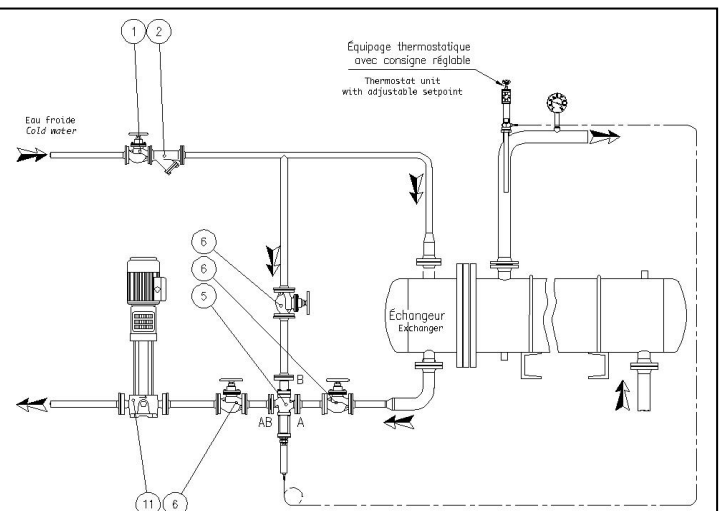 1 2
Équipage thermostatique
avec consigne réglable
Thermostat unit
with adjustable setpoint
Eau froide
Cold water
6
6
5
Échangeur
Exchanger
B
AB A
11 6